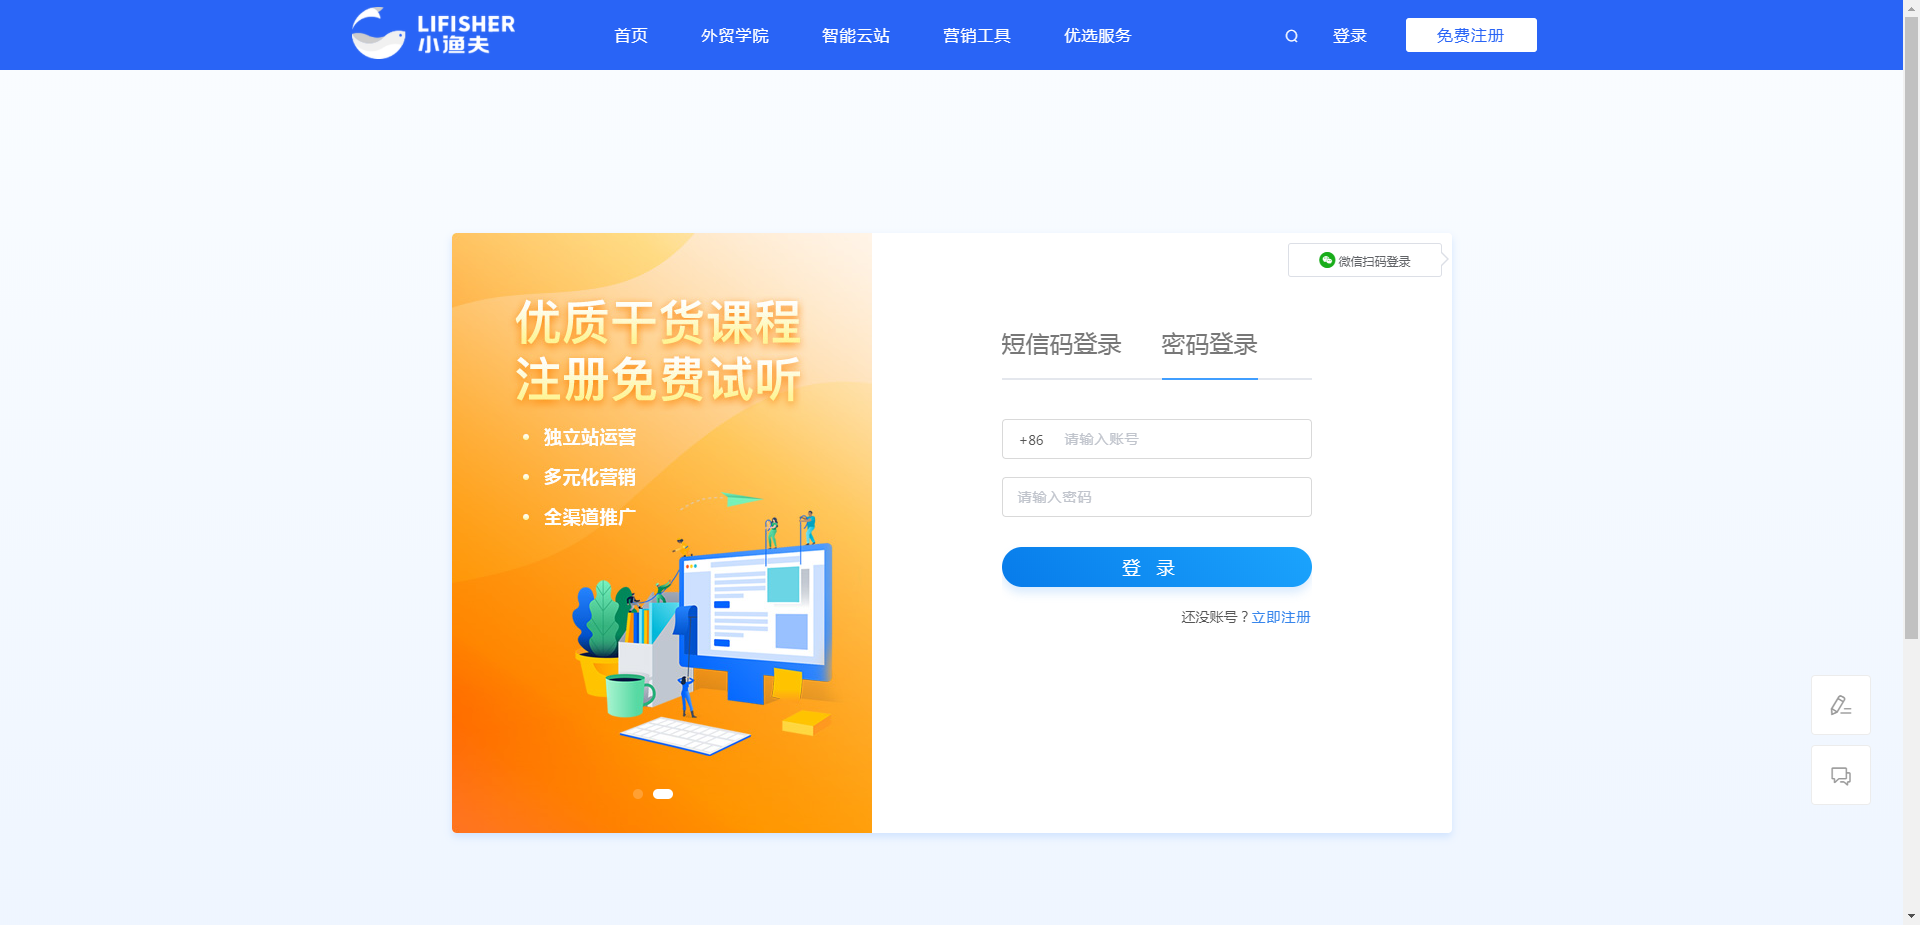 LIFISHER
小渔夫
首页
外贸学院
智能云站
营销工具
优选服务
登录
免费注册
优质干货课程
注册免费试听
• 独立站运营
• 多元化营销
• 全渠道推广
微信扫码登录
短信码登录
密码登录
+86 请输入账号
请输入密码
登 录
还没账号？立即注册